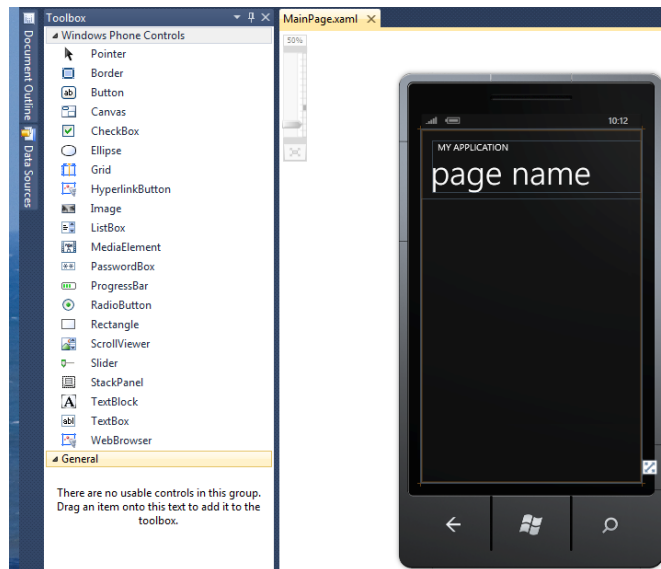 Toolbox
Windows Phone Controls
Pointer
Border
Button
Canvas
CheckBox
Ellipse
Grid
HyperlinkButton
Image
ListBox
MediaElement
PasswordBox
ProgressBar
RadioButton
Rectangle
ScrollViewer
Slider
StackPanel
TextBlock
TextBox
WebBrowser
General
There are no usable controls in this group.
Drag an item onto this text to add it to the
toolbox.
Document Outline
Data Sources
MainPage.xaml
50%
10:12
MY APPLICATION
page name